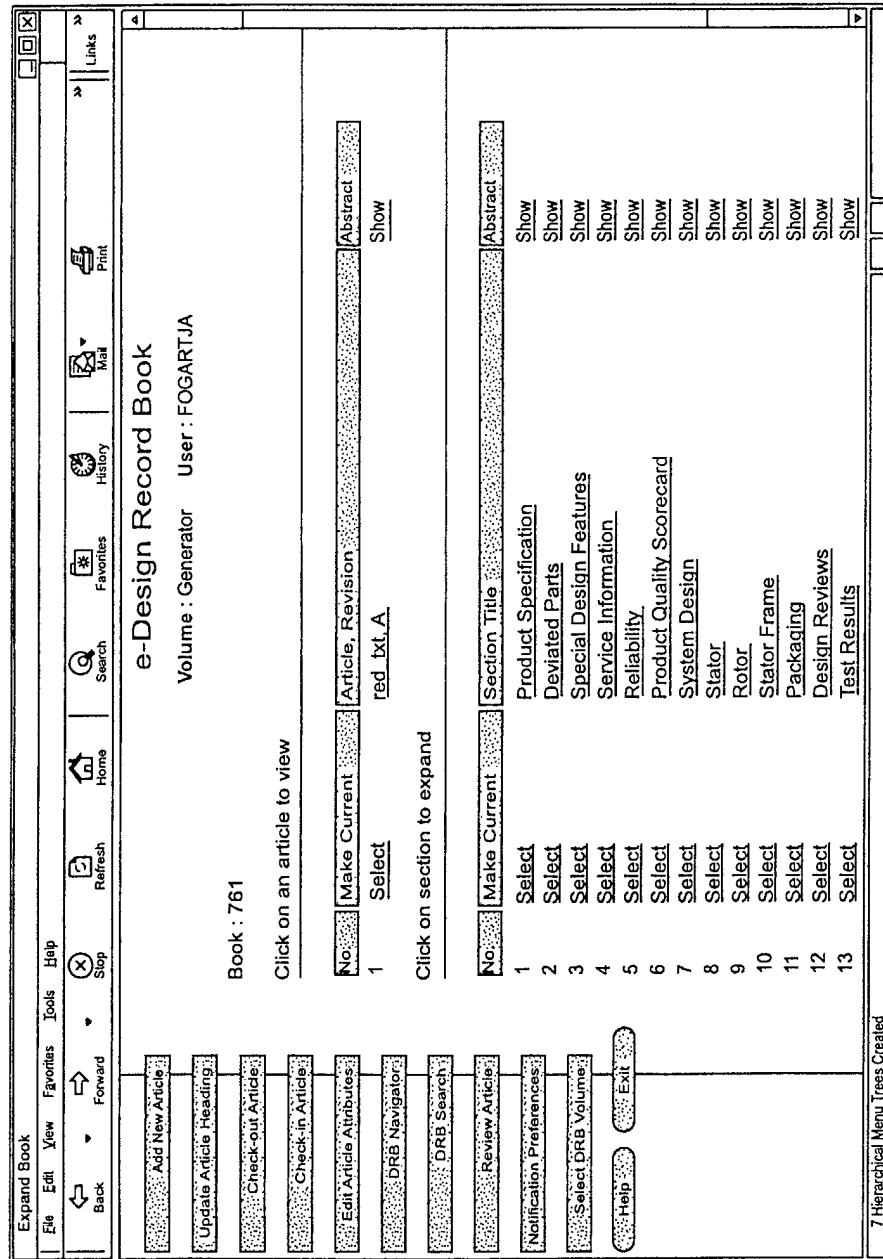 Expand Book
File Edit View Favorites Tools Help
Back Forward Stop Refresh Home Search Favorites History Mail Print » » Links
e-Design Record Book
Volume : Generator User : FOGARTJA
Add New Article
Update Article Heading
Check-out Article
Check-in Article
Edit Article Attributes
DRB Navigator
DRB Search
Review Article
Notification Preferences
Select DRB Volume
Help Exit
Book : 761
Click on an article to view
No. Make Current Article, Revision Abstract
1 Select red_txt, A Show
Click on section to expand
No. Make Current Section Title Abstract
1 Select Product Specification Show
2 Select Deviated Parts Show
3 Select Special Design Features Show
4 Select Service Information Show
5 Select Reliability Show
6 Select Product Quality Scorecard Show
7 Select System Design Show
8 Select Stator Show
9 Select Rotor Show
10 Select Stator Frame Show
11 Select Packaging Show
12 Select Design Reviews Show
13 Select Test Results Show
7 Hierarchical Menu Trees Created